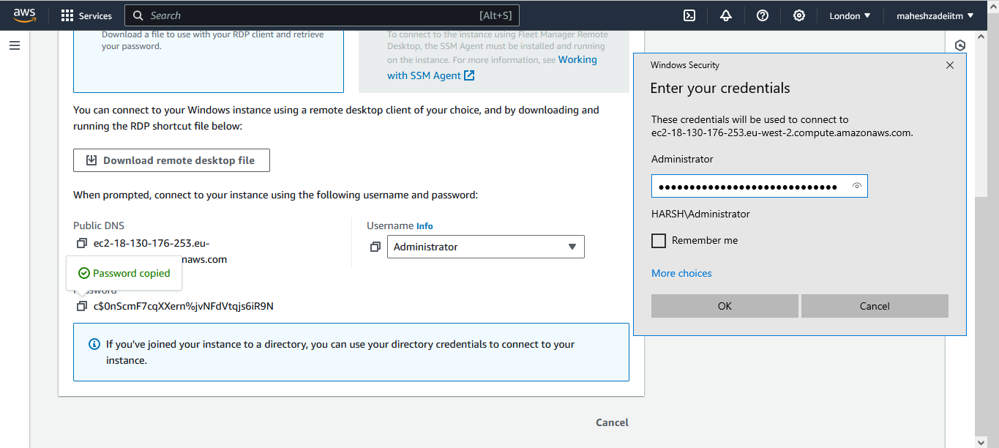 aws
Services
Search
[Alt+S]
London
maheshzadeiitm
Download a file to use with your RDP client and retrieve
your password.
To connect to the instance using Fleet Manager Remote
Desktop, the SSM Agent must be installed and running
on the instance. For more information, see Working
with SSM Agent
You can connect to your Windows instance using a remote desktop client of your choice, and by downloading and
running the RDP shortcut file below:
Download remote desktop file
When prompted, connect to your instance using the following username and password:
Public DNS
ec2-18-130-176-253.eu-
naws.com
Username Info
Administrator
Password copied
Password
c$0nScmF7cqXXern%jvNFdVtqjs6iR9N
If you've joined your instance to a directory, you can use your directory credentials to connect to your
instance.
Cancel
Windows Security
Enter your credentials
These credentials will be used to connect to
ec2-18-130-176-253.eu-west-2.compute.amazonaws.com.
Administrator
HARSH\Administrator
Remember me
More choices
OK
Cancel